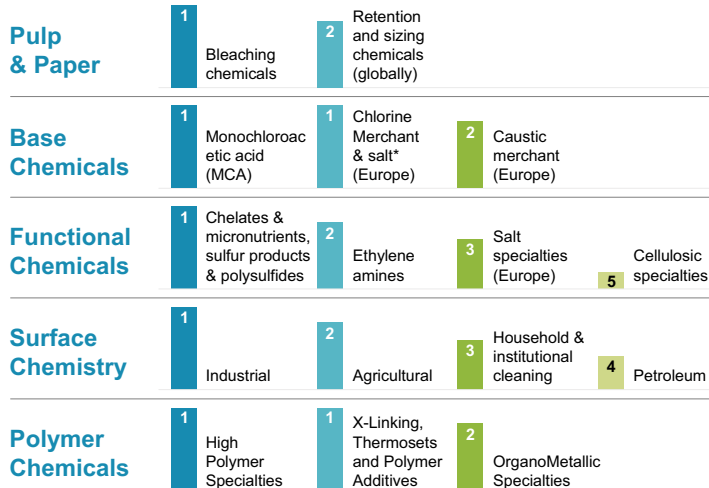 Pulp
& Paper
1
Bleaching
chemicals
2
Retention
and sizing
chemicals
(globally)
Base
Chemicals
1
Monochloroac
etic acid
(MCA)
1
Chlorine
Merchant
& salt*
(Europe)
2
Caustic
merchant
(Europe)
Functional
Chemicals
1
Chelates &
micronutrients,
sulfur products
& polysulfides
2
Ethylene
amines
3
Salt
specialties
(Europe)
5
Cellulosic
specialties
Surface
Chemistry
1
Industrial
2
Agricultural
3
Household &
institutional
cleaning
4
Petroleum
Polymer
Chemicals
1
High
Polymer
Specialties
1
X-Linking,
Thermosets
and Polymer
Additives
2
OrganoMetallic
Specialties